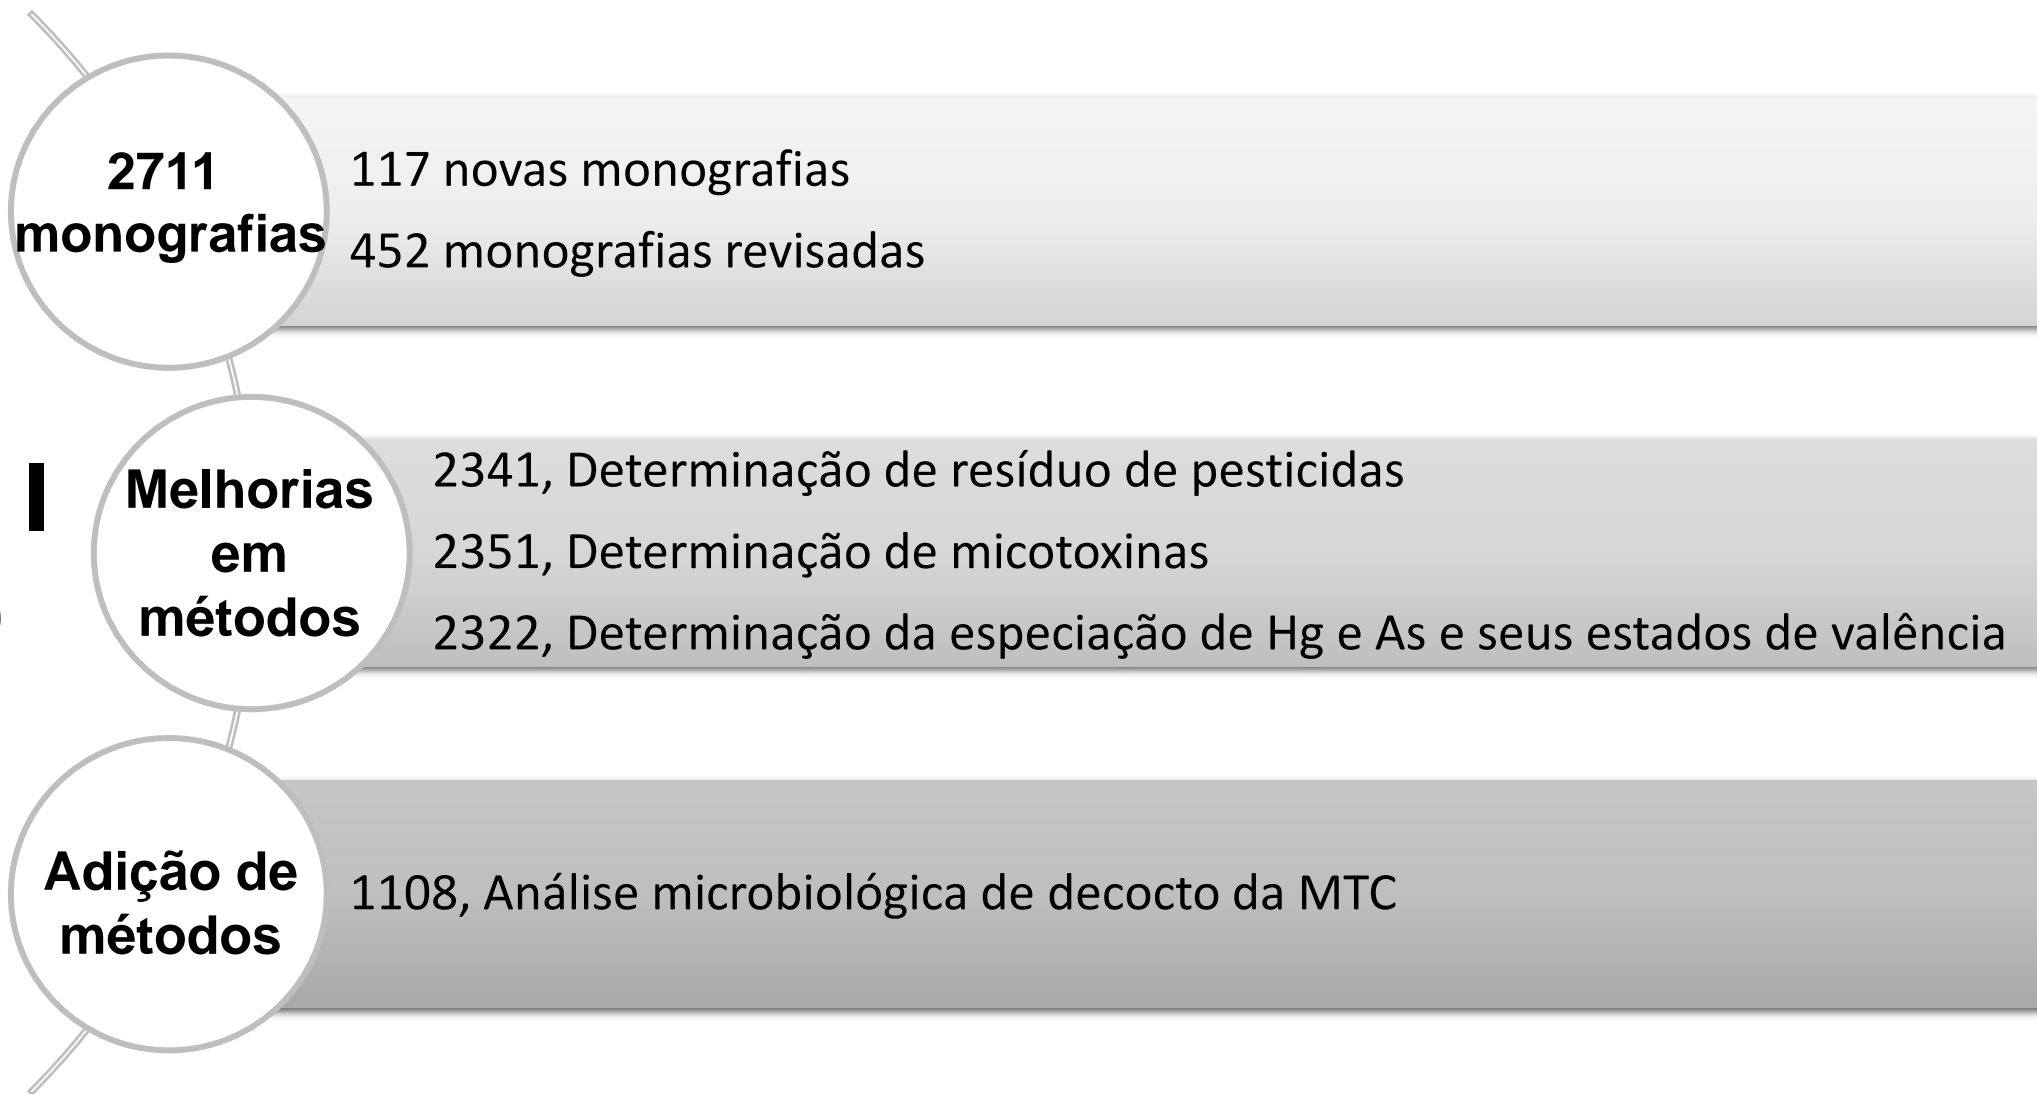 2711
monografias
117 novas monografias
452 monografias revisadas
I
Melhorias
em
métodos
2341, Determinação de resíduo de pesticidas
2351, Determinação de micotoxinas
2322, Determinação da especiação de Hg e As e seus estados de valência
Adição de
métodos
1108, Análise microbiológica de decocto da MTC